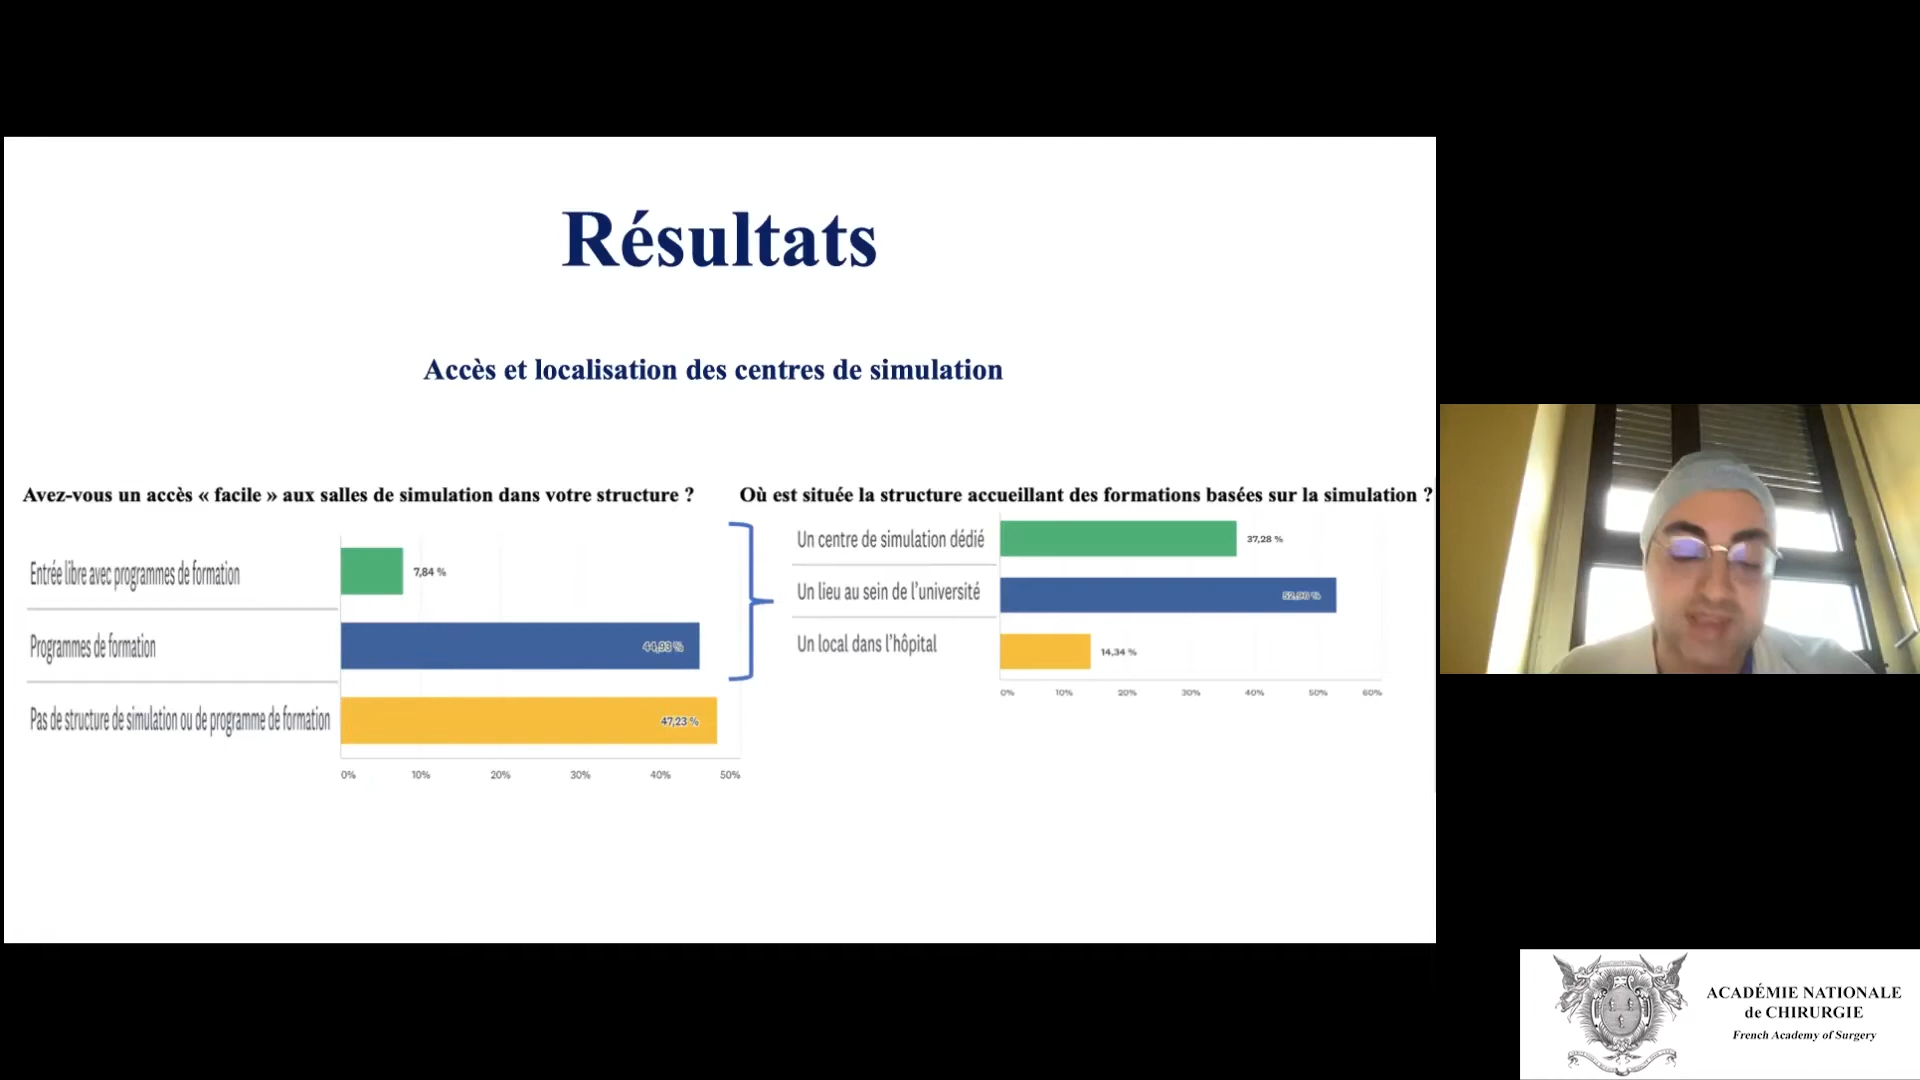 Résultats
Accès et localisation des centres de simulation
Avez-vous un accès « facile » aux salles de simulation dans votre structure ?
Entrée libre avec programmes de formation
7,84 %
Programmes de formation
44,93 %
Pas de structure de simulation ou de programme de formation
47,23 %
0% 10% 20% 30% 40% 50%
Où est située la structure accueillant des formations basées sur la simulation ?
Un centre de simulation dédié
37,28 %
Un lieu au sein de l'université
52,90 %
Un local dans l'hôpital
14,34 %
0% 10% 20% 30% 40% 50% 60%
ACADÉMIE NATIONALE
de CHIRURGIE
French Academy of Surgery